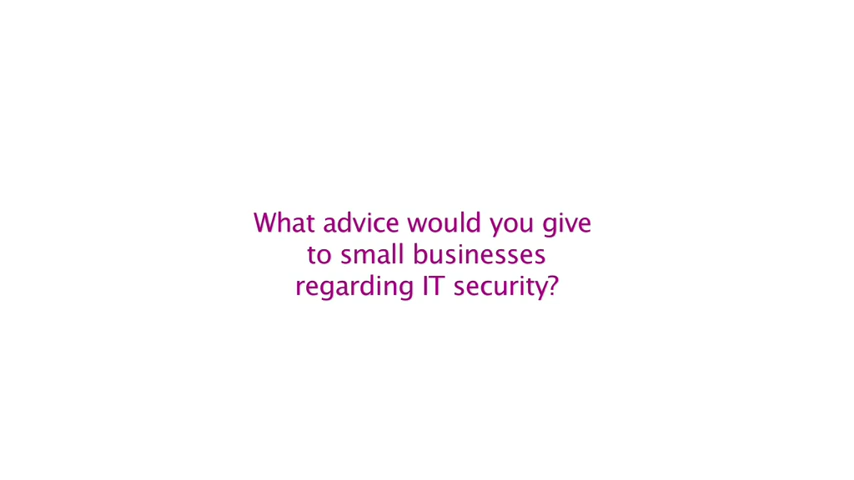 What advice would you give
to small businesses
regarding IT security?